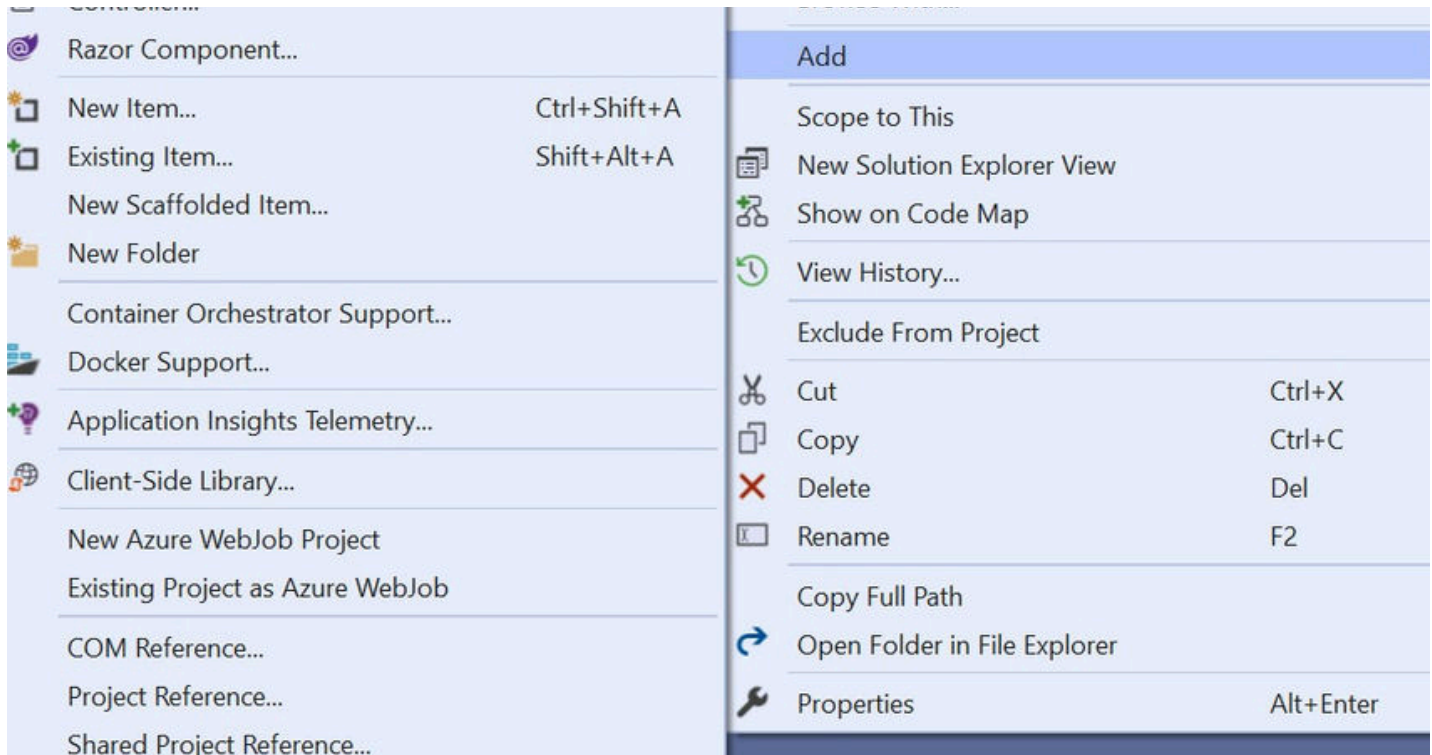 Controller...
Razor Component...
New Item... Ctrl+Shift+A
Existing Item... Shift+Alt+A
New Scaffolded Item...
New Folder
Container Orchestrator Support...
Docker Support...
Application Insights Telemetry...
Client-Side Library...
New Azure WebJob Project
Existing Project as Azure WebJob
COM Reference...
Project Reference...
Shared Project Reference...
Add
Scope to This
New Solution Explorer View
Show on Code Map
View History...
Exclude From Project
Cut Ctrl+X
Copy Ctrl+C
Delete Del
Rename F2
Copy Full Path
Open Folder in File Explorer
Properties Alt+Enter